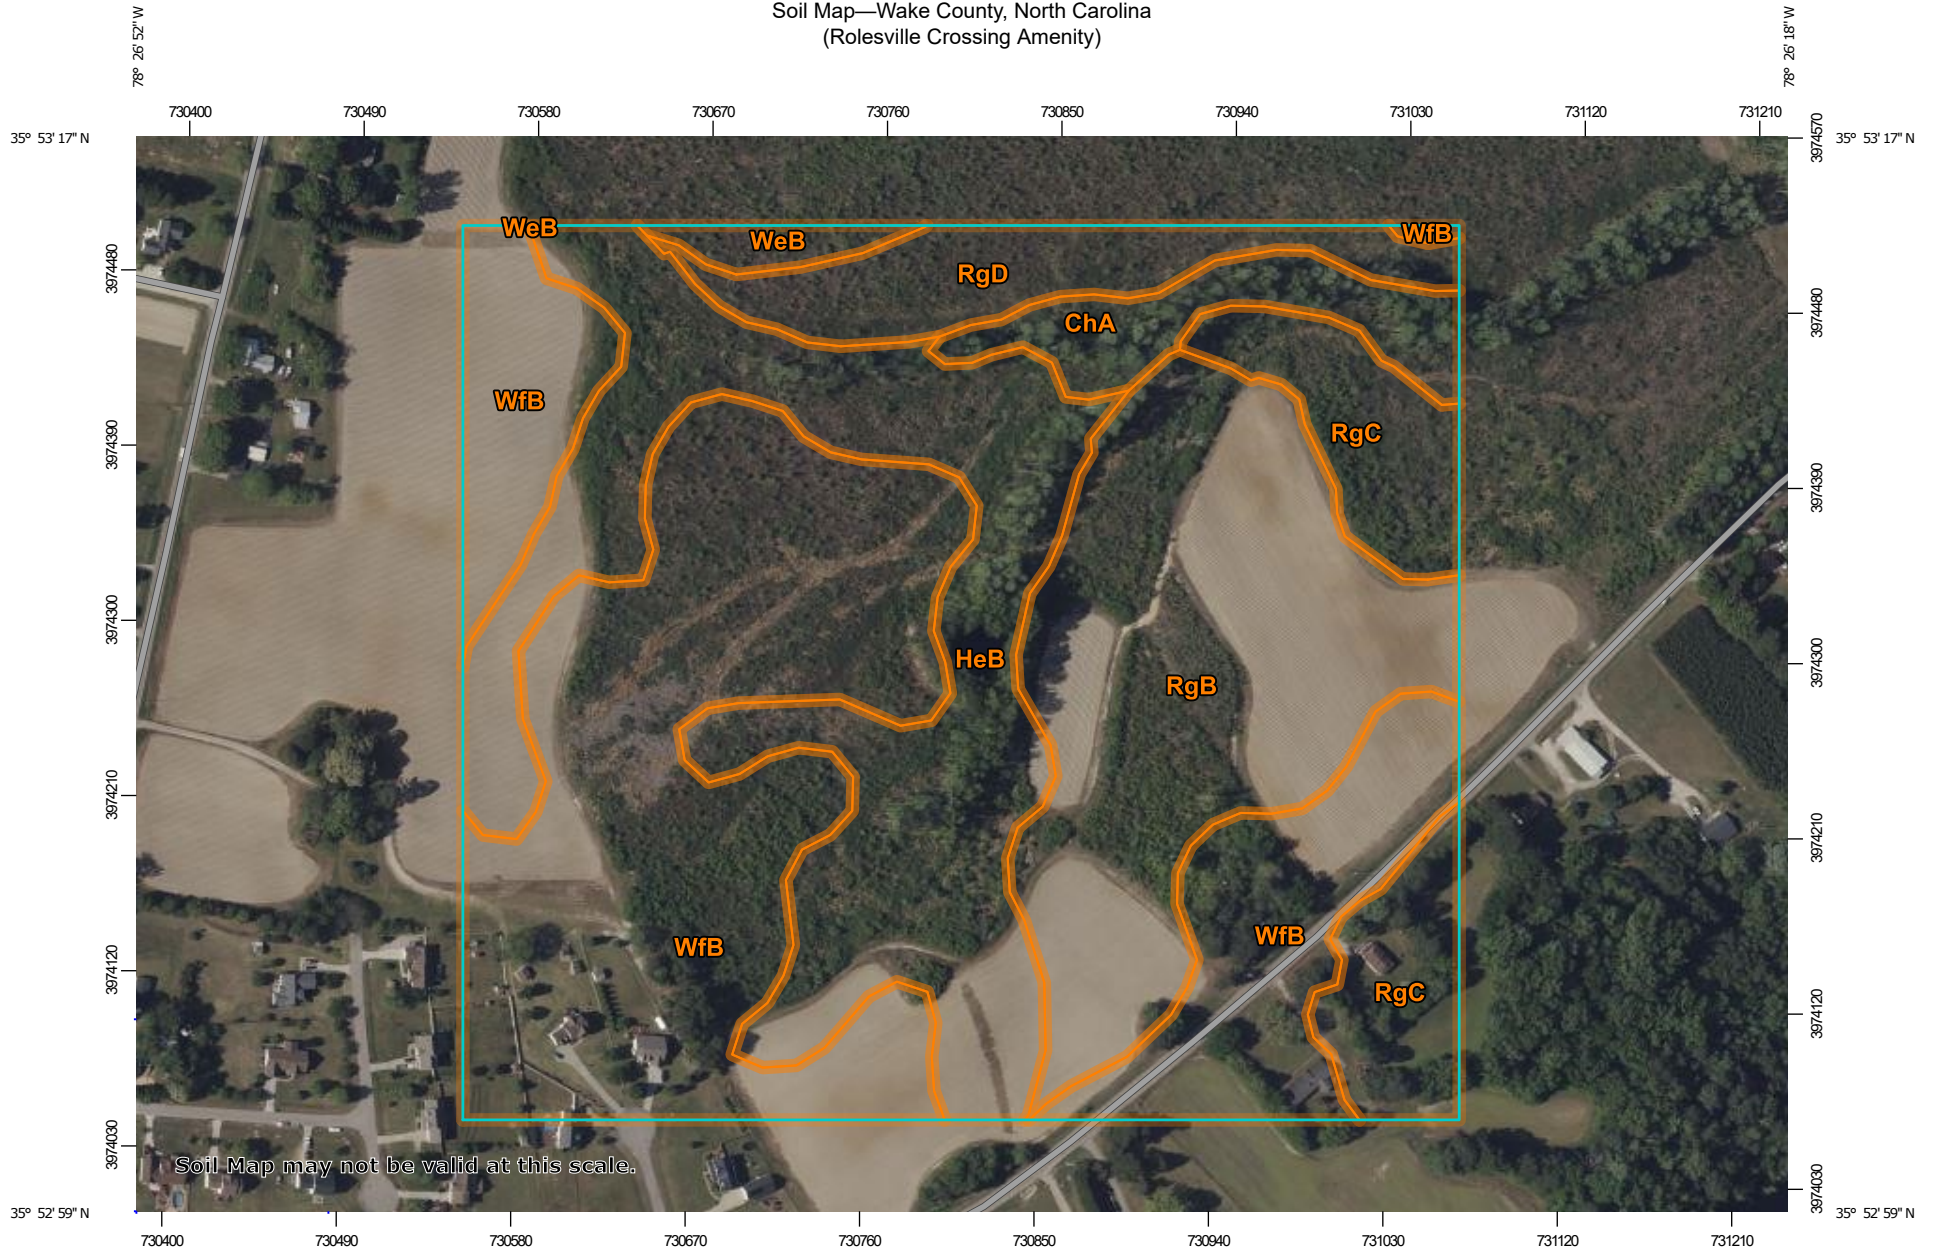 Soil Map—Wake County, North Carolina
(Rolesville Crossing Amenity)
78° 26' 52'' W
78° 26' 18'' W
730400 730490 730580 730670 730760 730850 730940 731030 731120 731210
35° 53' 17'' N
35° 53' 17'' N
3974570
WeB
WeB
WfB
RgD
3974480
3974480
ChA
WfB
RgC
3974390
3974390
3974300
3974300
HeB
RgB
3974210
3974210
WfB
WfB
3974120
3974120
RgC
3974030
3974030
Soil Map may not be valid at this scale.
35° 52' 59'' N
35° 52' 59'' N
730400 730490 730580 730670 730760 730850 730940 731030 731120 731210